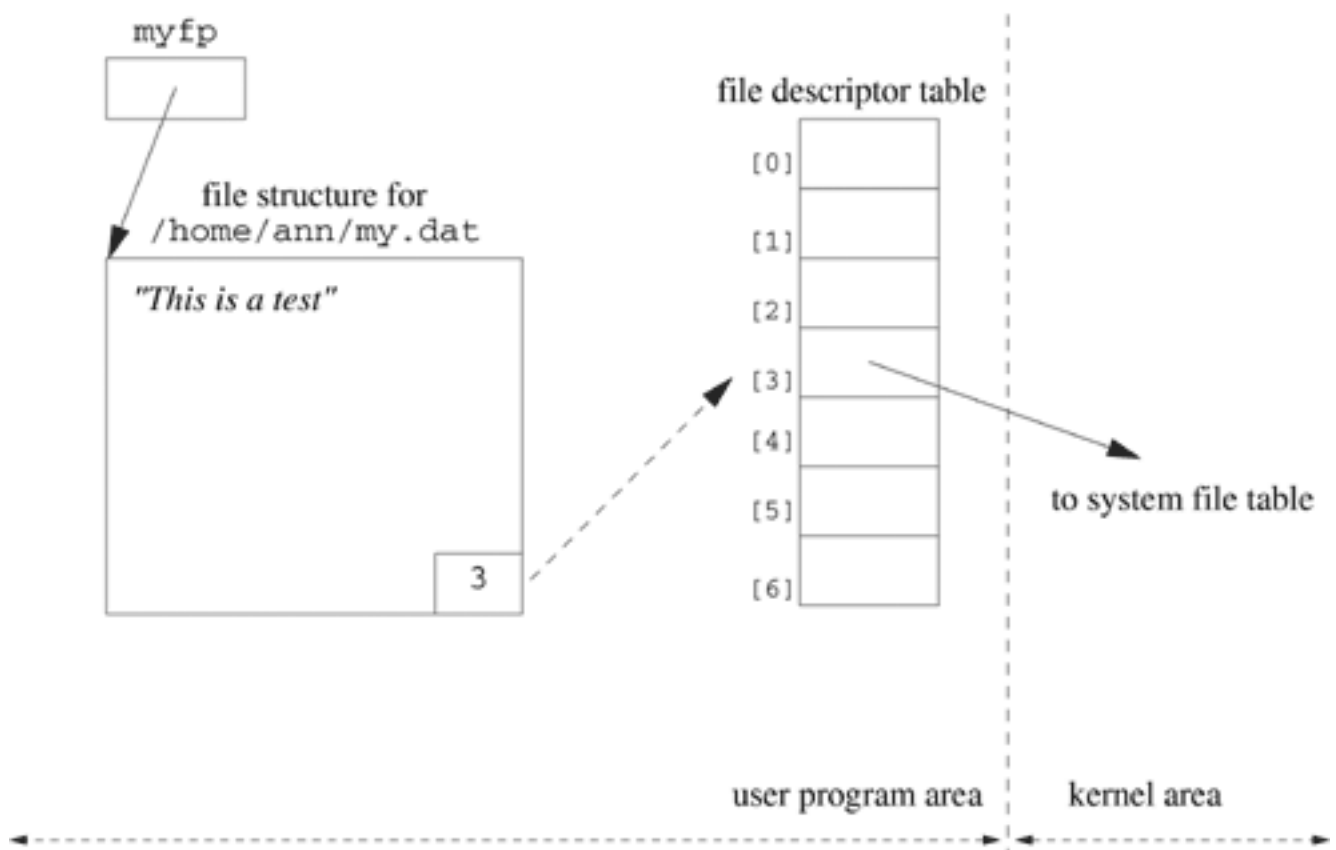 myfp
file descriptor table
file structure for
/home/ann/my.dat
"This is a test"
3
[0]
[1]
[2]
[3]
[4]
[5]
[6]
to system file table
user program area
kernel area